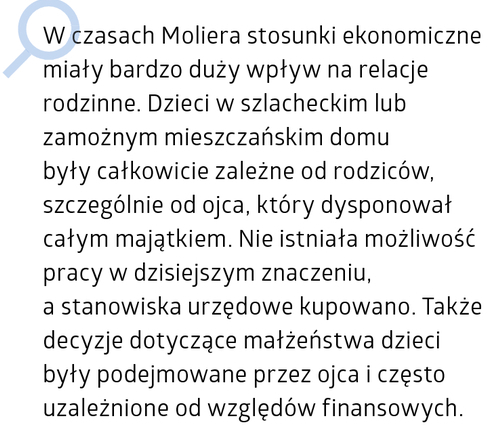 W czasach Moliera stosunki ekonomiczne
miały bardzo duży wpływ na relacje
rodzinne. Dzieci w szlacheckim lub
zamożnym mieszczańskim domu
były całkowicie zależne od rodziców,
szczególnie od ojca, który dysponował
całym majątkiem. Nie istniała możliwość
pracy w dzisiejszym znaczeniu,
a stanowiska urzędowe kupowano. Także
decyzje dotyczące małżeństwa dzieci
były podejmowane przez ojca i często
uzależnione od względów finansowych.